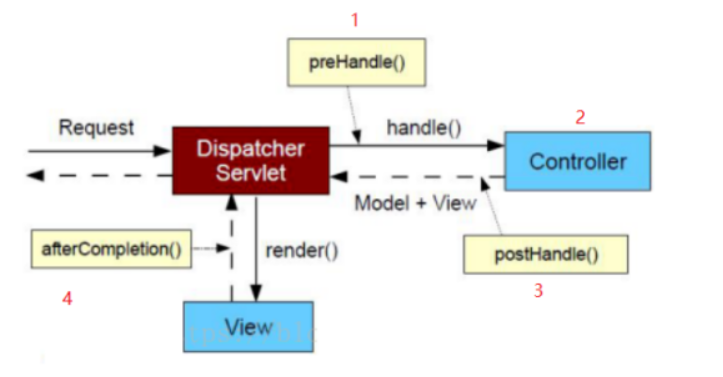 1
preHandle()
Request
handle()
2
Dispatcher
Servlet
Controller
Model + View
afterCompletion()
render()
postHandle()
4
3
View